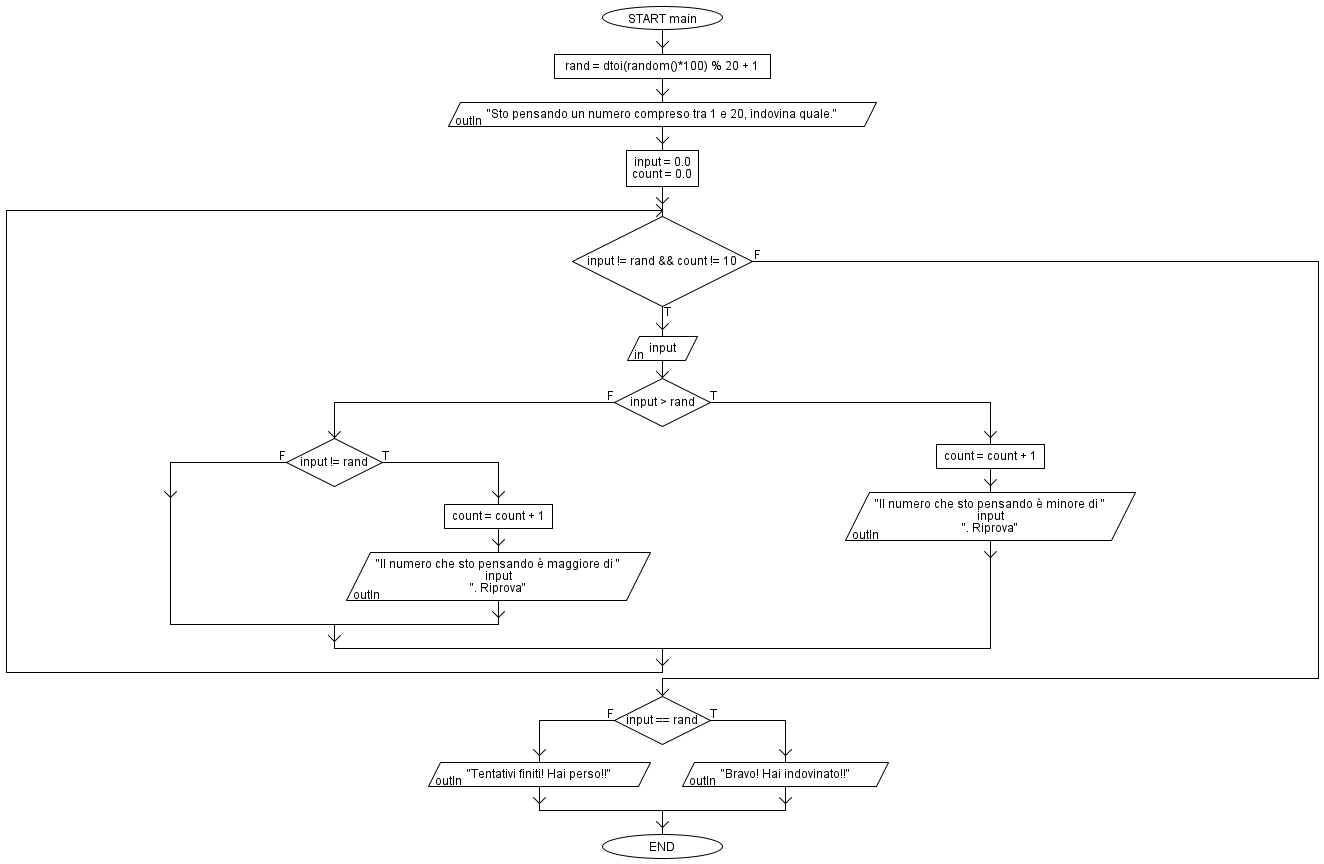 START main
rand = dtoi(random()*100) % 20 + 1
"Sto pensando un numero compreso tra 1 e 20, indovina quale."
outln
input = 0.0
count = 0.0
input != rand && count != 10
F
T
input
in
F
input > rand
T
F
input != rand
T
count = count + 1
"Il numero che sto pensando è minore di "
input
". Riprova"
outln
count = count + 1
"Il numero che sto pensando è maggiore di "
input
". Riprova"
outln
F
input == rand
T
"Tentativi finiti! Hai perso!!"
outln
"Bravo! Hai indovinato!!"
outln
END